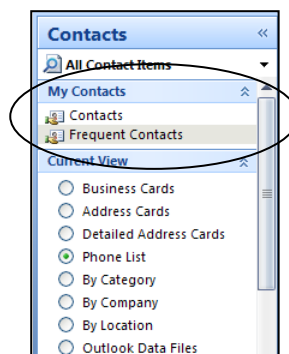 Contacts
All Contact Items
My Contacts
Contacts
Frequent Contacts
Current View
Business Cards
Address Cards
Detailed Address Cards
Phone List
By Category
By Company
By Location
Outlook Data Files